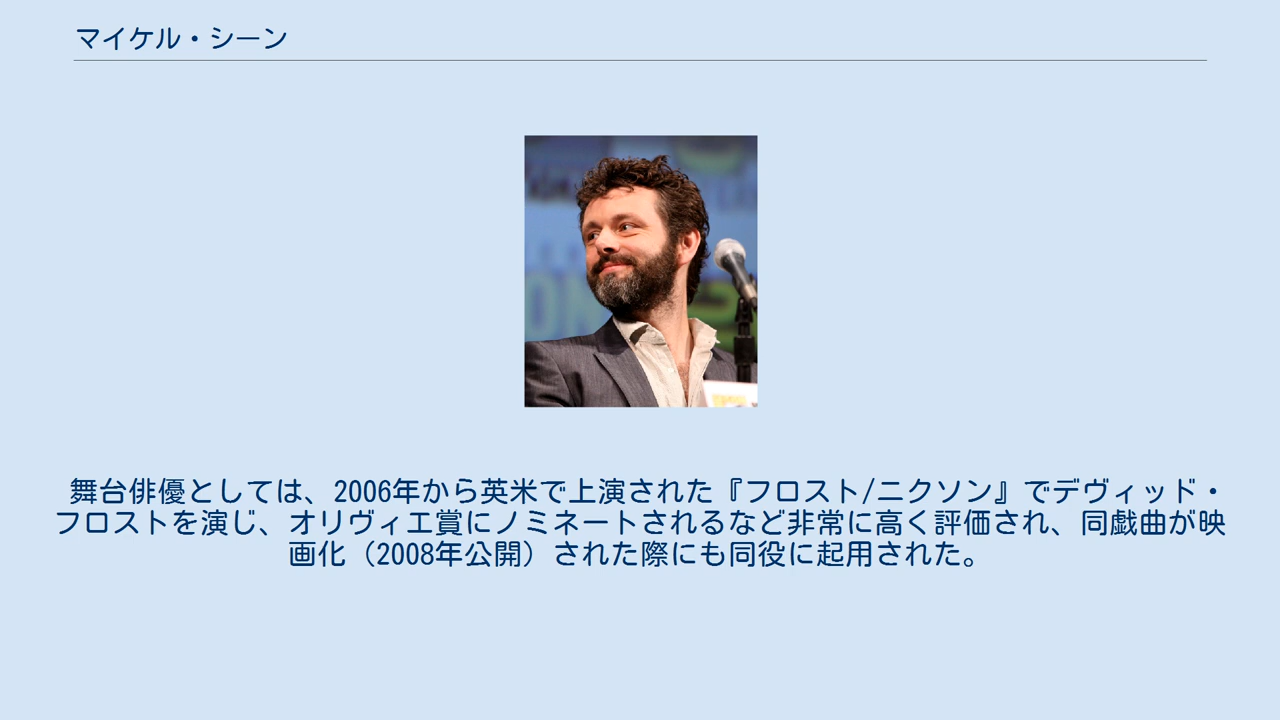 マイケル・シーン
舞台俳優としては、2006年から英米で上演された『フロスト/ニクソン』でデヴィッド・
フロストを演じ、オリヴィエ賞にノミネートされるなど非常に高く評価され、同戯曲が映
画化（2008年公開）された際にも同役に起用された。